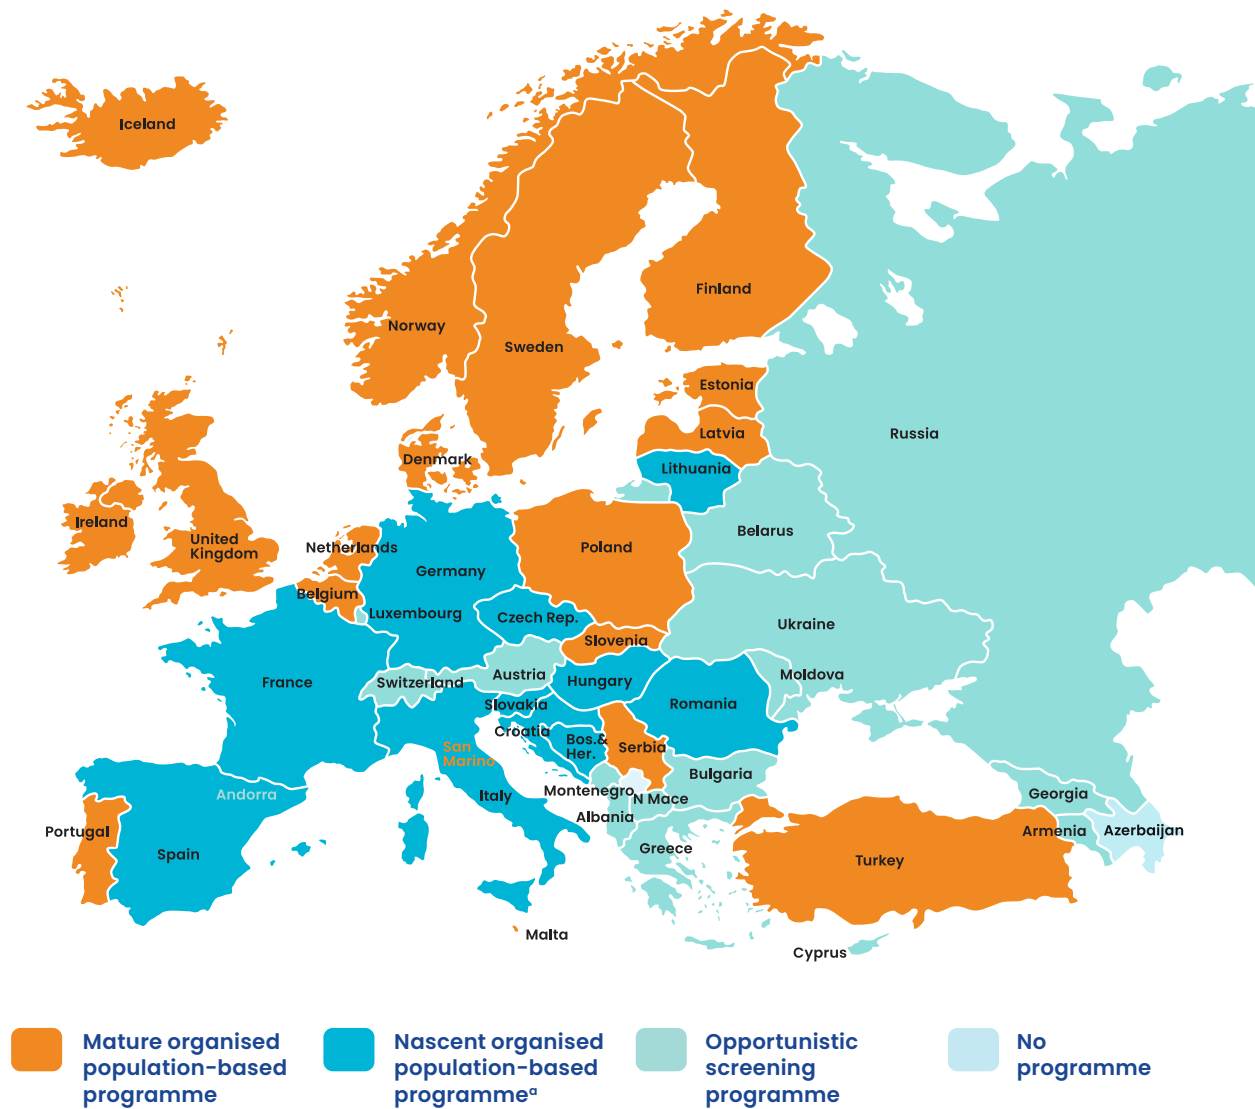 Iceland
Finland
Norway
Sweden
Estonia
Russia
Latvia
Denmark
Lithuania
Ireland
Belarus
United
Kingdom
Netherlands
Poland
Germany
Belgium
Luxembourg
Czech Rep.
Ukraine
Slovenia
Austria
Moldova
France
Switzerland
Hungary
Slovakia
Romania
Croatia
Bos.&
Her.
San
Marino
Serbia
Bulgaria
Andorra
Italy
Montenegro
N Mace
Georgia
Albania
Portugal
Armenia
Azerbaijan
Spain
Greece
Turkey
Malta
Cyprus
Mature organised
population-based
programme
Nascent organised
population-based
programmeª
Opportunistic
screening
programme
No
programme